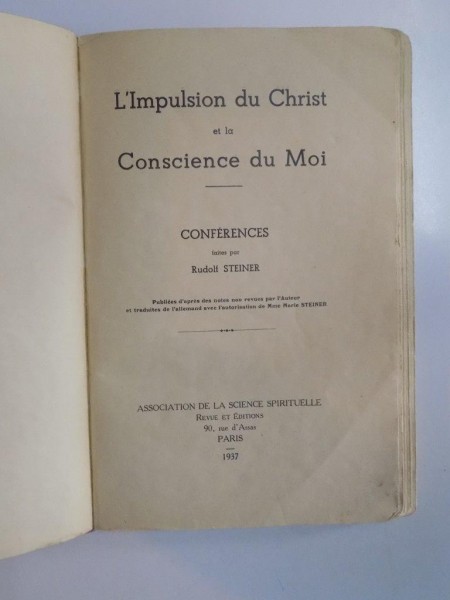 L'Impulsion du Christ
et la
Conscience du Moi
CONFÉRENCES
faites par
Rudolf STEINER
Publiées d'après des notes non revues par l'Auteur
et traduites de l'allemand avec l'autorisation de Mme Marie STEINER
ASSOCIATION DE LA SCIENCE SPIRITUELLE
REVUE ET ÉDITIONS
90, rue d'Assas
PARIS
1937